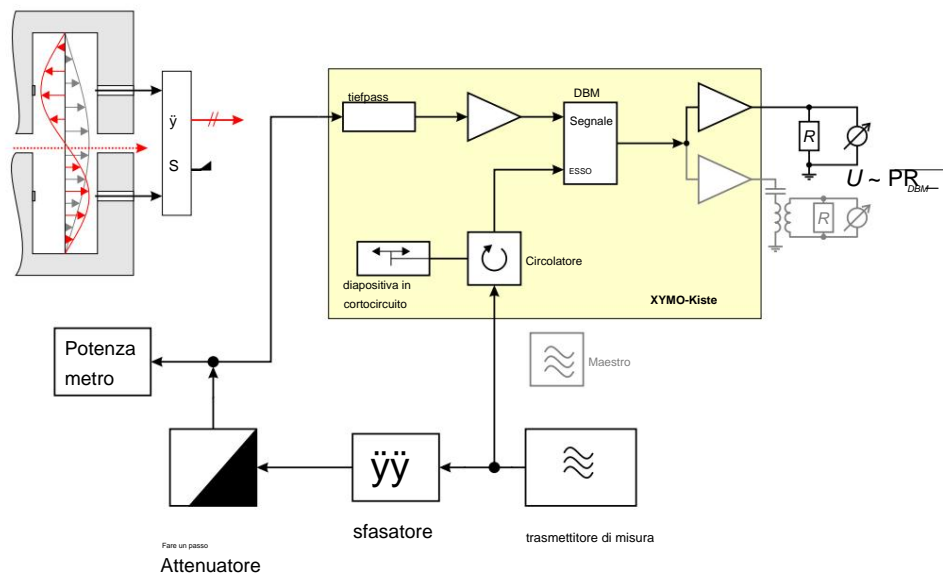 tiefpass
DBM
ÿ
Segnale
R
S
ESSO
U ~ PR
DBM
R
diapositiva in
cortocircuito
Circolatore
XYMO-Kiste
Potenza
metro
Maestro
ÿÿ
sfasatore
trasmettitore di misura
Fare un passo
Attenuatore